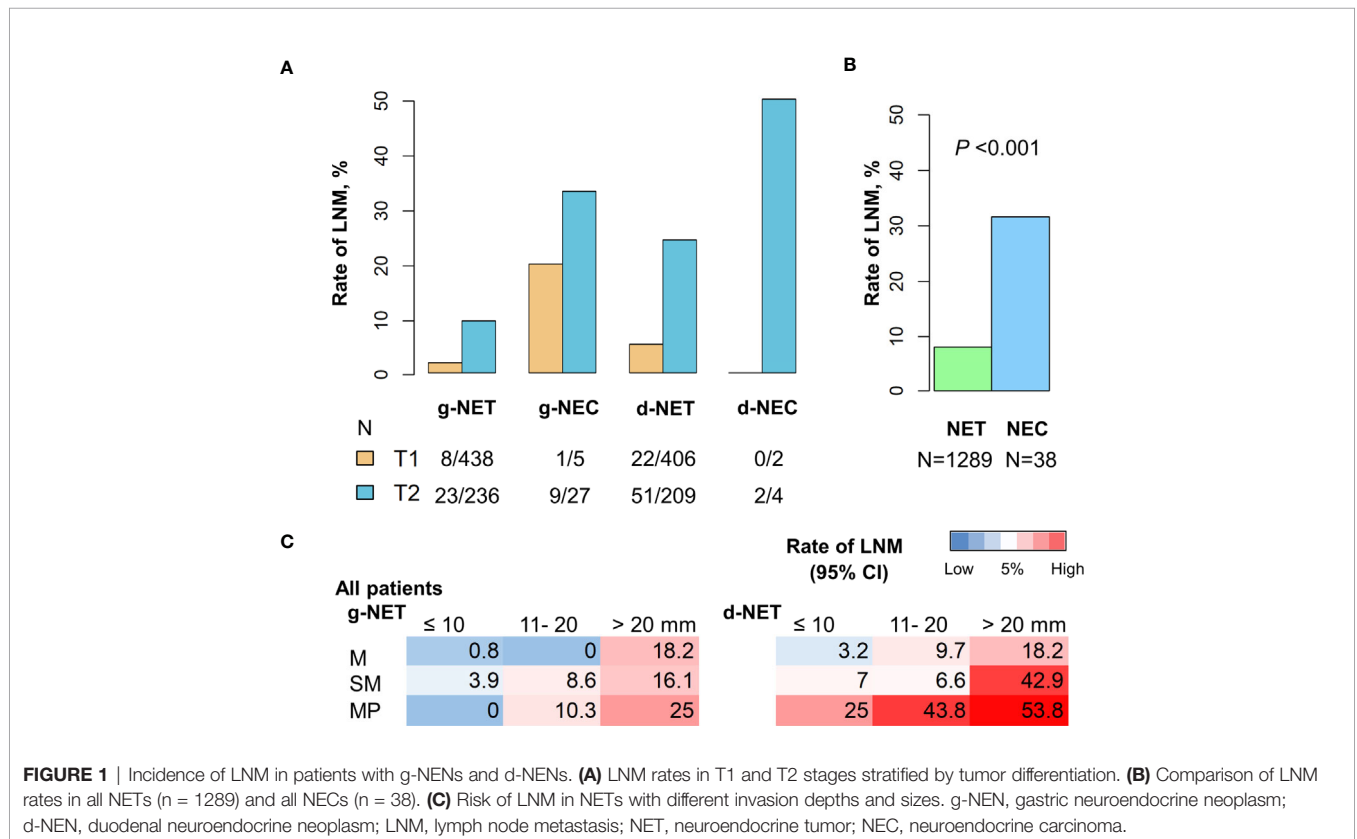 A
Rate of LNM, %
0 10 20 30 40 50
g-NET g-NEC d-NET d-NEC
N
T1 8/438 1/5 22/406 0/2
T2 23/236 9/27 51/209 2/4
B
Rate of LNM, %
0 10 20 30 40 50
P <0.001
NET NEC
N=1289 N=38
C
Rate of LNM
(95% CI)
Low 5% High
All patients
g-NET
≤ 10 11- 20 > 20 mm
M 0.8 0 18.2
SM 3.9 8.6 16.1
MP 0 10.3 25
d-NET
≤ 10 11- 20 > 20 mm
3.2 9.7 18.2
7 6.6 42.9
25 43.8 53.8
FIGURE 1 | Incidence of LNM in patients with g-NENs and d-NENs. (A) LNM rates in T1 and T2 stages stratified by tumor differentiation. (B) Comparison of LNM
rates in all NETs (n = 1289) and all NECs (n = 38). (C) Risk of LNM in NETs with different invasion depths and sizes. g-NEN, gastric neuroendocrine neoplasm;
d-NEN, duodenal neuroendocrine neoplasm; LNM, lymph node metastasis; NET, neuroendocrine tumor; NEC, neuroendocrine carcinoma.